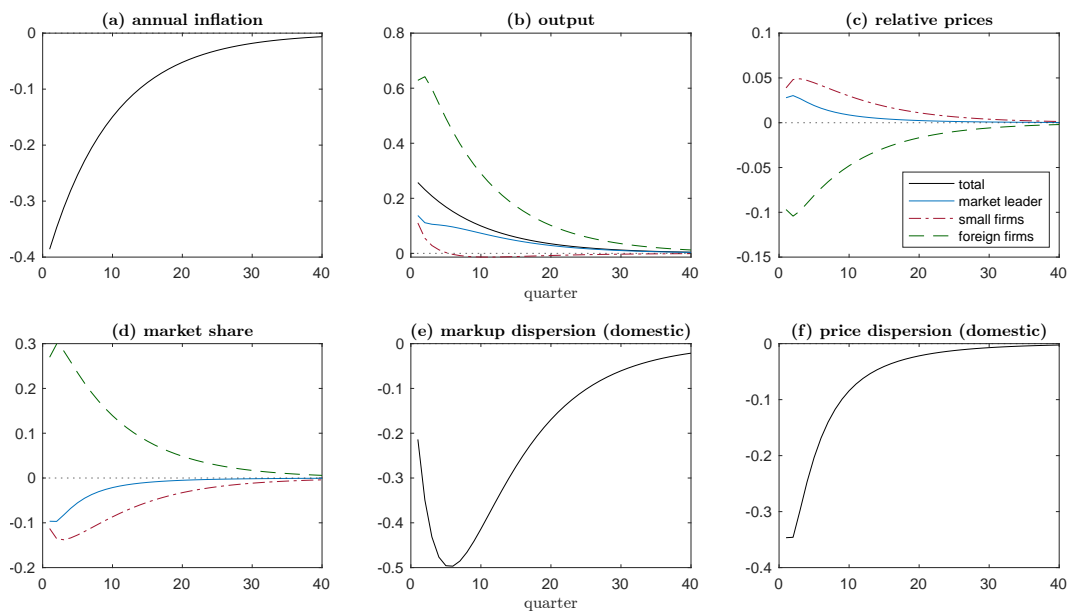 (a) annual inflation
0
-0.1
-0.2
-0.3
-0.4
0 10 20 30 40
(b) output
0.8
0.6
0.4
0.2
0
0 10 20 30 40
quarter
(c) relative prices
0.1
0.05
0
-0.05
-0.1
-0.15
0 10 20 30 40
total
market leader
small firms
foreign firms
(d) market share
0.3
0.2
0.1
0
-0.1
-0.2
0 10 20 30 40
(e) markup dispersion (domestic)
0
-0.1
-0.2
-0.3
-0.4
-0.5
0 10 20 30 40
quarter
(f) price dispersion (domestic)
0
-0.1
-0.2
-0.3
-0.4
0 10 20 30 40